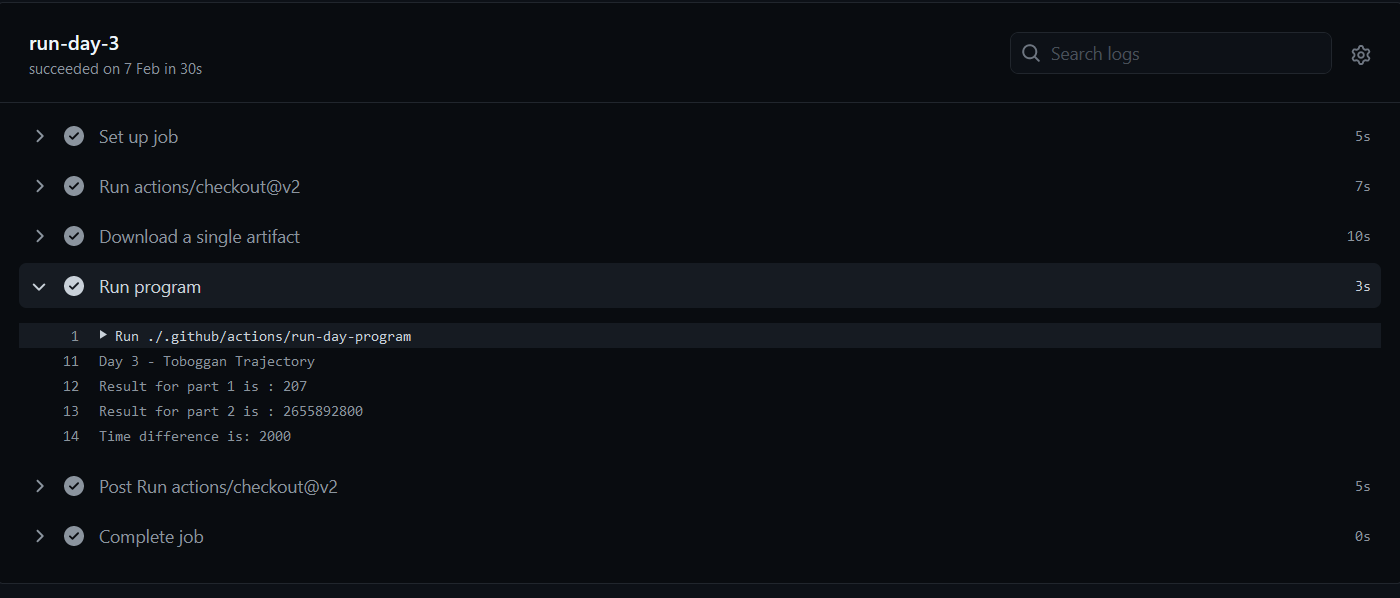 run-day-3
succeeded on 7 Feb in 30s
Search logs
Set up job 5s
Run actions/checkout@v2 7s
Download a single artifact 10s
Run program 3s
1 Run ./.github/actions/run-day-program
11 Day 3 - Toboggan Trajectory
12 Result for part 1 is : 207
13 Result for part 2 is : 2655892800
14 Time difference is: 2000
Post Run actions/checkout@v2 5s
Complete job 0s